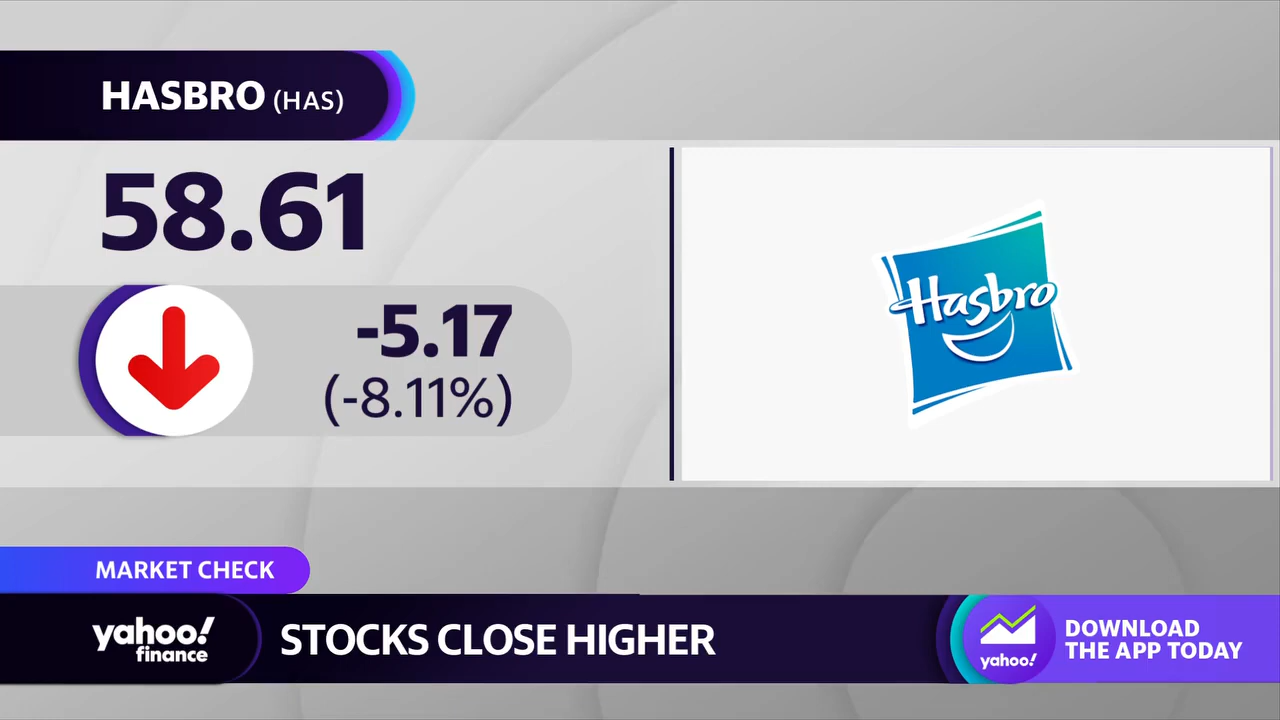 HASBRO (HAS)
58.61
-5.17
(-8.11%)
Hasbro
MARKET CHECK
yahoo!
finance
STOCKS CLOSE HIGHER
yahoo!
DOWNLOAD
THE APP TODAY